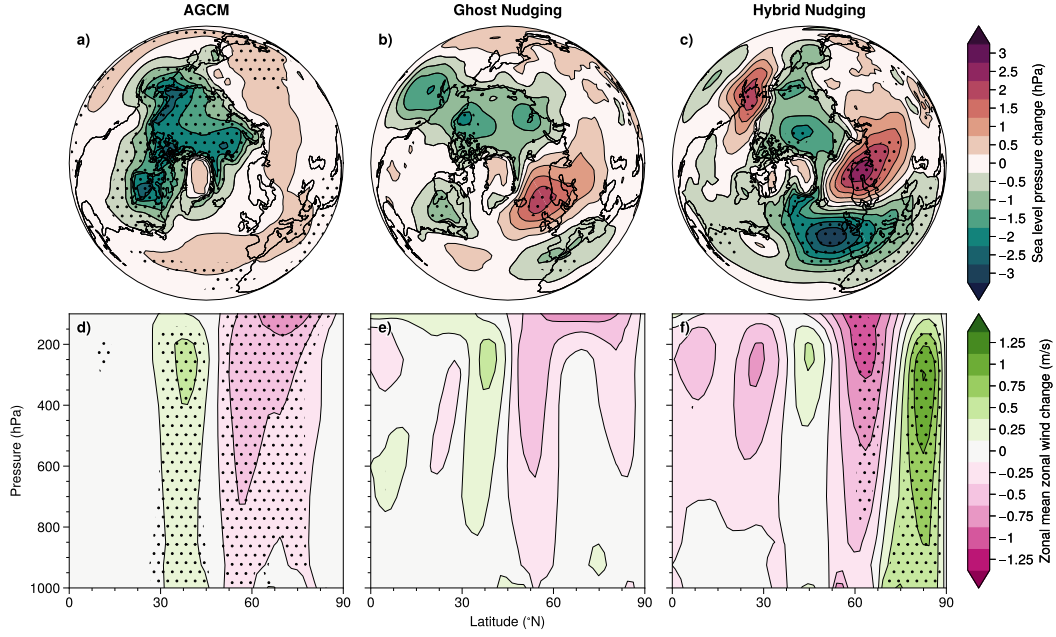 AGCM
Ghost Nudging
Hybrid Nudging
a)
b)
c)
3
2.5
2
1.5
1
0.5
0
−0.5
−1
−1.5
−2
−2.5
−3
Sea level pressure change (hPa)
d)
e)
f)
200
400
600
800
1000
Pressure (hPa)
0 30 60 90
0 30 60 90
0 30 60 90
Latitude (°N)
1.25
1
0.75
0.5
0.25
0
−0.25
−0.5
−0.75
−1
−1.25
Zonal mean zonal wind change (m/s)